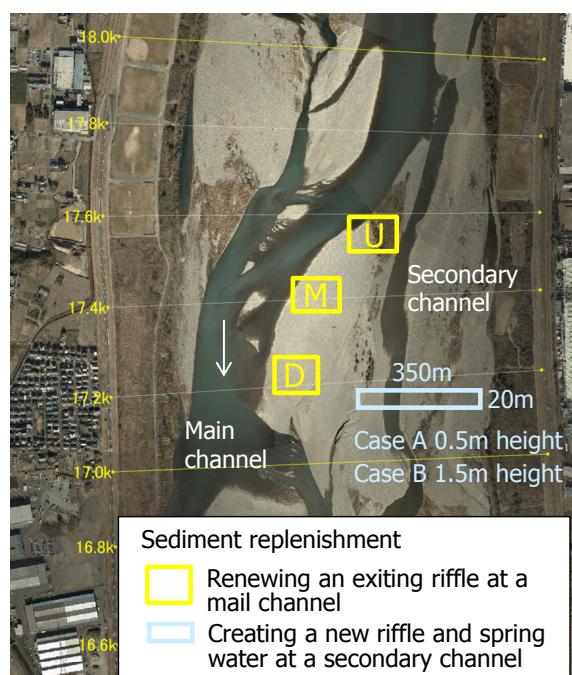 18.0k
17.8k
17.6k
U
Secondary
channel
M
17.4k
350m
D
20m
17.2k
Main
channel
Case A 0.5m height
Case B 1.5m height
17.0k
16.8k
16.6k
Sediment replenishment
Renewing an exiting riffle at a
mail channel
Creating a new riffle and spring
water at a secondary channel